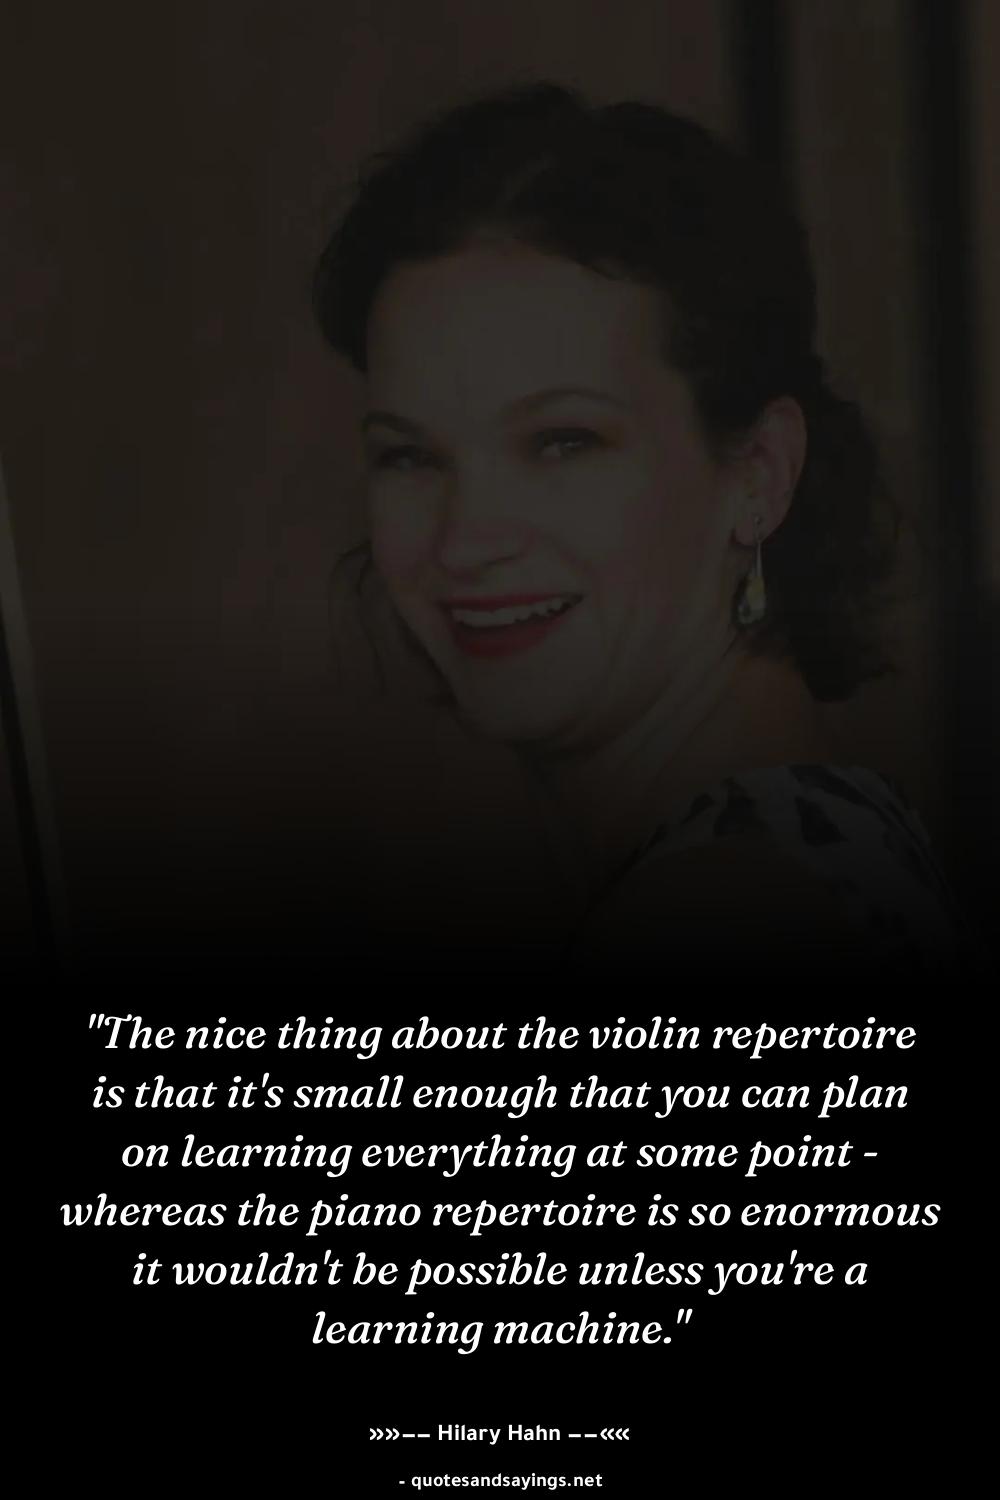 "The nice thing about the violin repertoire
is that it's small enough that you can plan
on learning everything at some point -
whereas the piano repertoire is so enormous
it wouldn't be possible unless you're a
learning machine."
»»−− Hilary Hahn −−««
- quotesandsayings.net